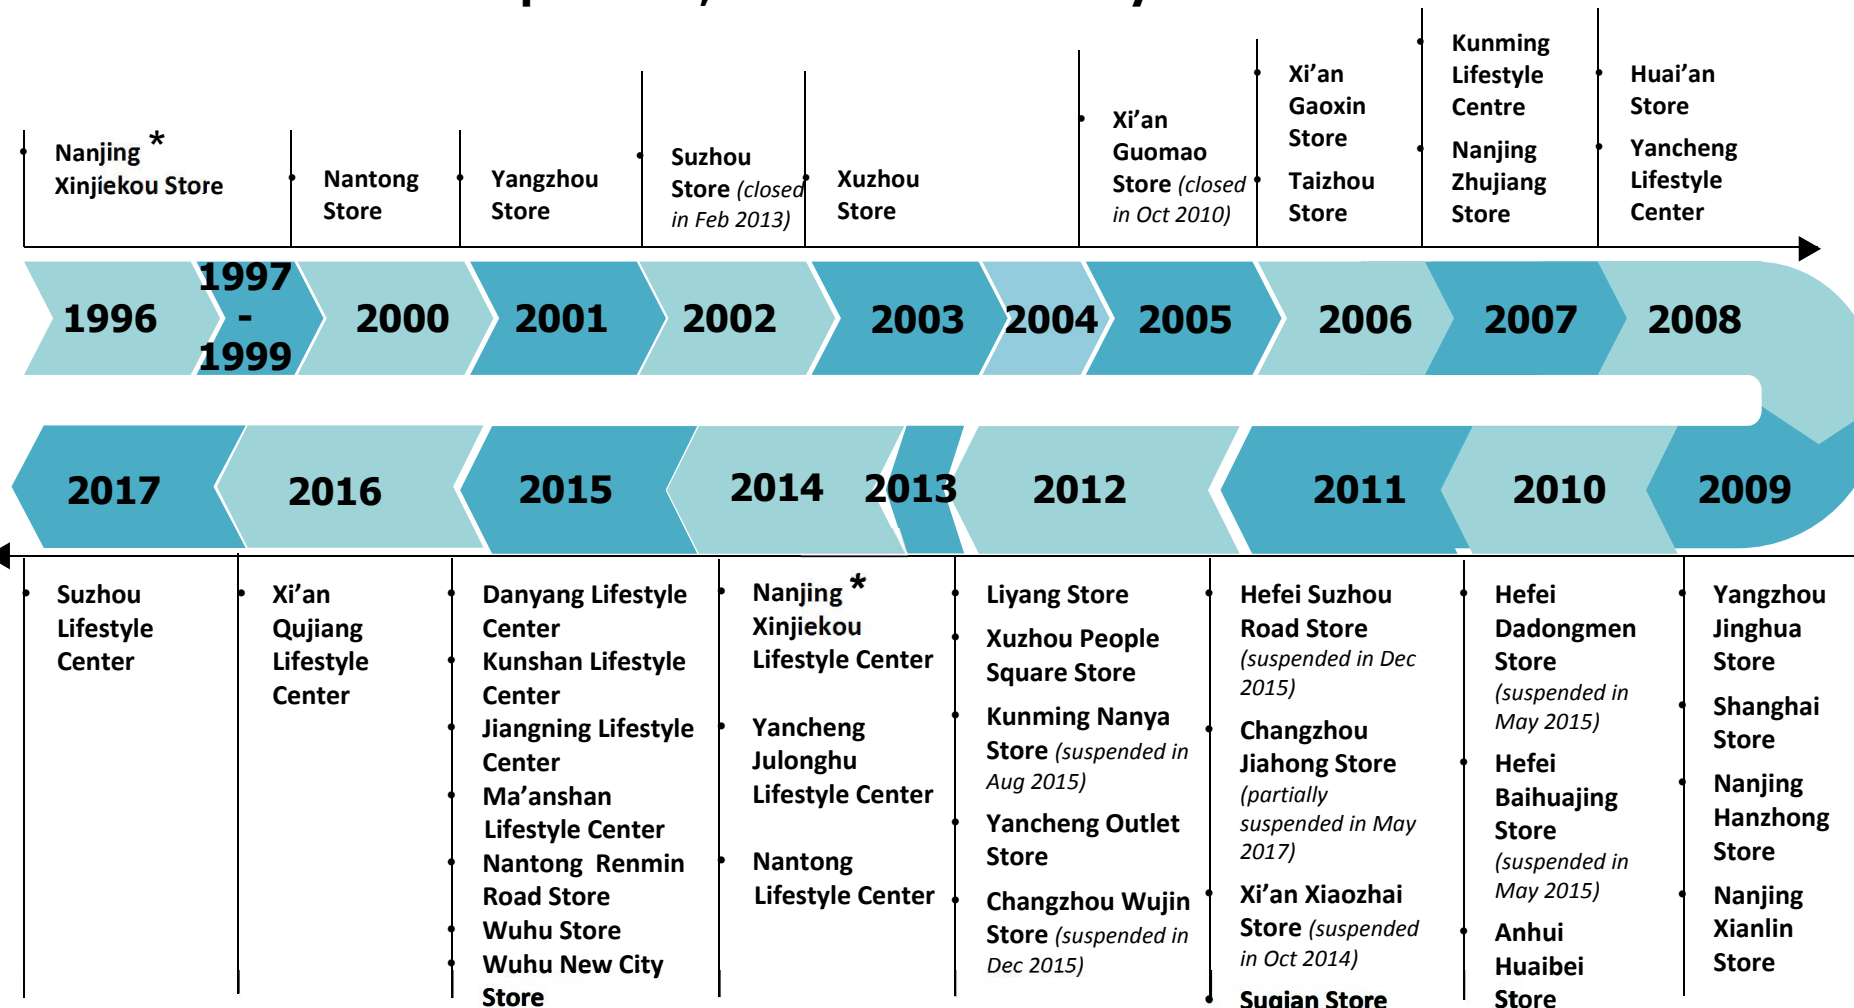 Nanjing *
Xinjiekou Store
Nantong
Store
Yangzhou
Store
Suzhou
Store (closed
in Feb 2013)
Xuzhou
Store
Xi’an
Guomao
Store (closed
in Oct 2010)
Xi’an
Gaoxin
Store
Taizhou
Store
Kunming
Lifestyle
Centre
Nanjing
Zhujiang
Store
Huai’an
Store
Yancheng
Lifestyle
Center
1996
1997
-
1999
2000
2001
2002
2003
2004
2005
2006
2007
2008
2017
2016
2015
2014
2013
2012
2011
2010
2009
Suzhou
Lifestyle
Center
Xi’an
Qujiang
Lifestyle
Center
Danyang Lifestyle
Center
Kunshan Lifestyle
Center
Jiangning Lifestyle
Center
Ma’anshan
Lifestyle Center
Nantong Renmin
Road Store
Wuhu Store
Wuhu New City
Store
Nanjing *
Xinjiekou
Lifestyle Center
Yancheng
Julonghu
Lifestyle Center
Nantong
Lifestyle Center
Liyang Store
Xuzhou People
Square Store
Kunming Nanya
Store (suspended in
Aug 2015)
Yancheng Outlet
Store
Changzhou Wujin
Store (suspended in
Dec 2015)
Hefei Suzhou
Road Store
(suspended in Dec
2015)
Changzhou
Jiahong Store
(partially
suspended in May
2017)
Xi’an Xiaozhai
Store (suspended
in Oct 2014)
Suqian Store
Hefei
Dadongmen
Store
(suspended in
May 2015)
Hefei
Baihuajing
Store
(suspended in
May 2015)
Anhui
Huaibei
Store
Yangzhou
Jinghua
Store
Shanghai
Store
Nanjing
Hanzhong
Store
Nanjing
Xianlin
Store